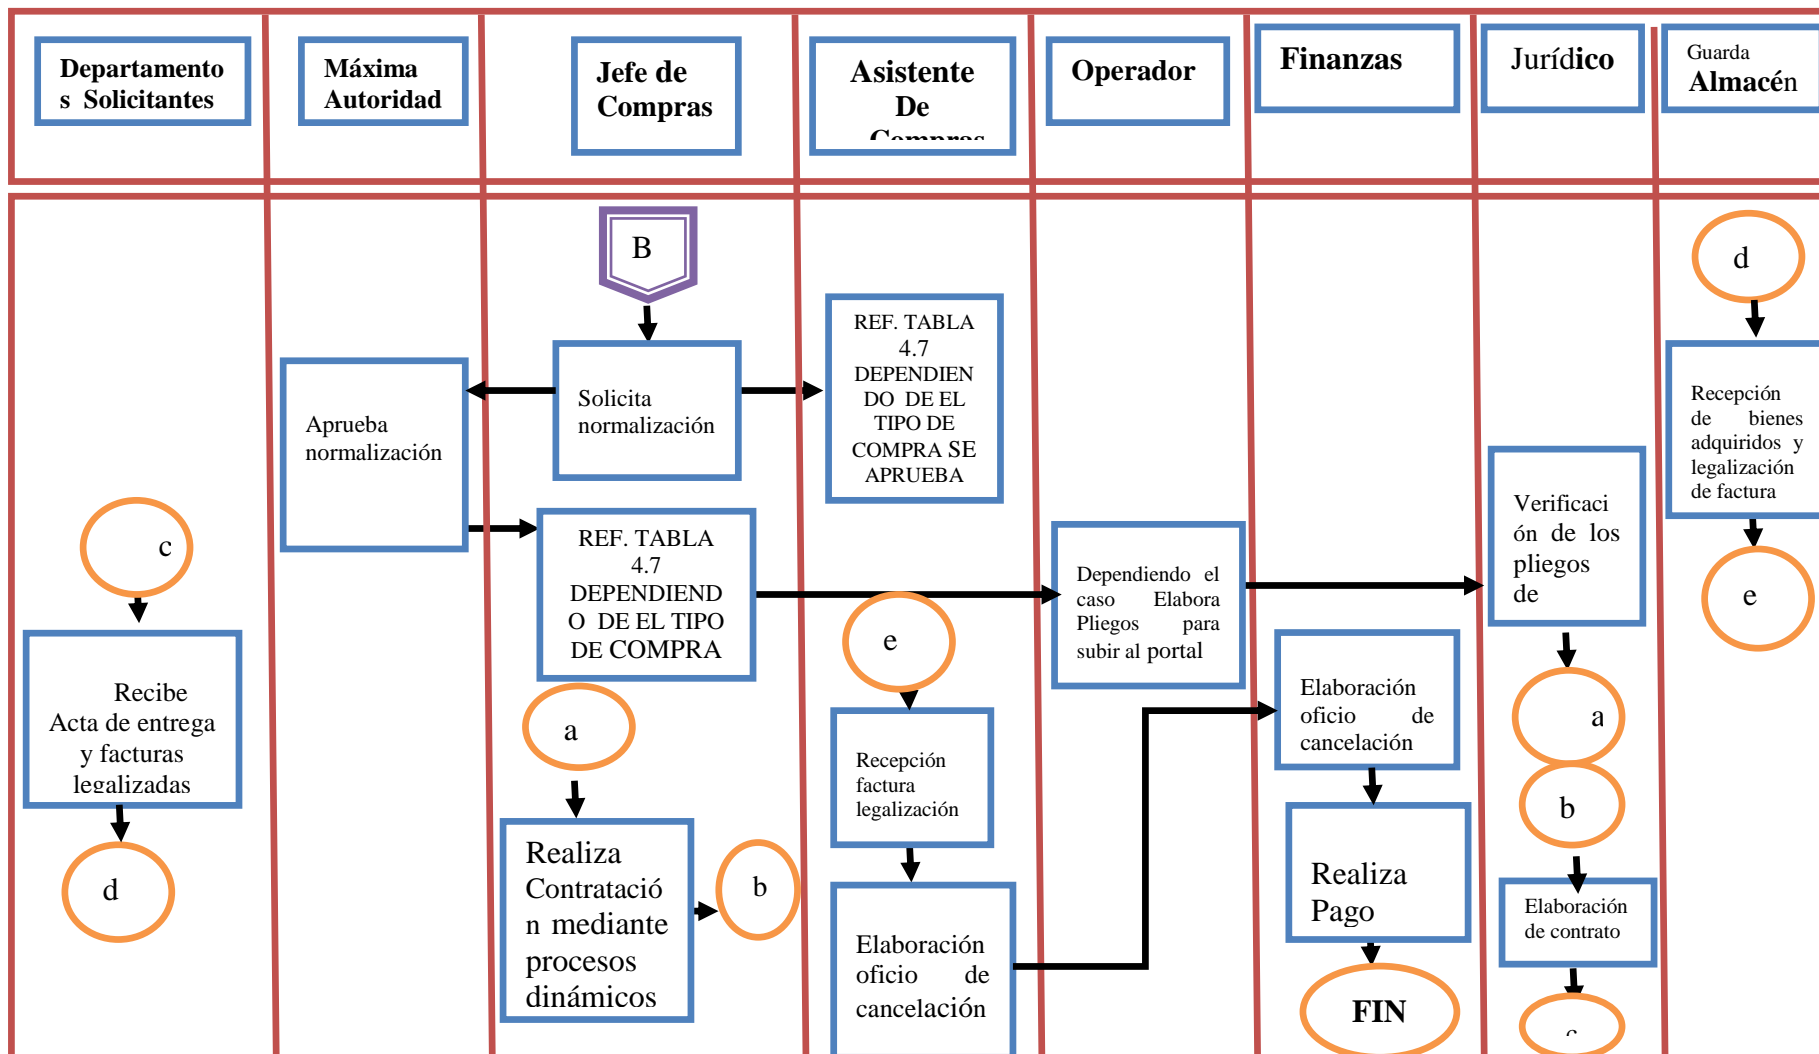 Departamento
s Solicitantes
Máxima
Autoridad
Jefe de
Compras
Asistente
De
Compras
Operador
Finanzas
Jurídico
Guarda
Almacén
B
Solicita
normalización
Aprueba
normalización
REF. TABLA
4.7
DEPENDIEN
DO DE EL
TIPO DE
COMPRA SE
APRUEBA
REF. TABLA
4.7
DEPENDIEND
O DE EL TIPO
DE COMPRA
Dependiendo el
caso Elabora
Pliegos para
subir al portal
Verificaci
ón de los
pliegos
de
a
b
Elaboración
de contrato
c
a
Realiza
Contratació
n mediante
procesos
dinámicos
b
c
Recibe
Acta de entrega
y facturas
legalizadas
d
d
Recepción
de bienes
adquiridos y
legalización
de factura
e
e
Recepción
factura
legalización
Elaboración
oficio de
cancelación
Elaboración
oficio de
cancelación
Realiza
Pago
FIN